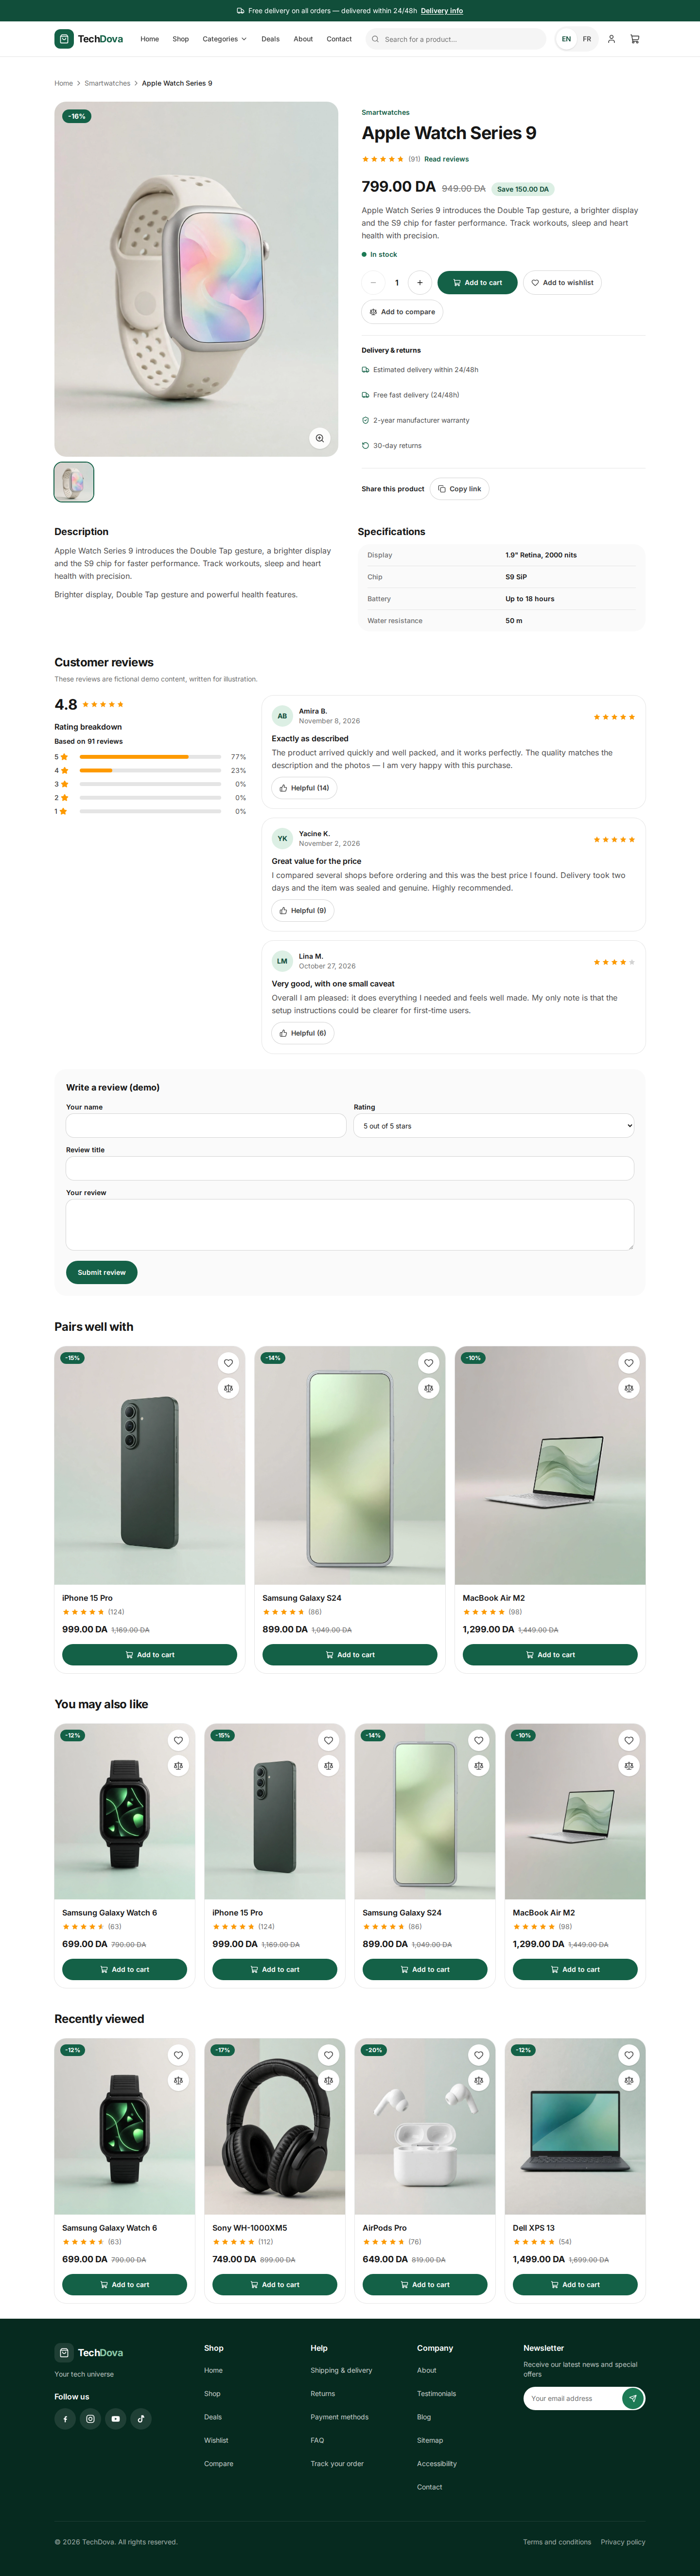 Free delivery on all orders — delivered within 24/48h Delivery info
TechDova
Home Shop Categories Deals About Contact
Search for a product...
EN FR
Home > Smartwatches > Apple Watch Series 9
-16%
Smartwatches
Apple Watch Series 9
(91) Read reviews
799.00 DA 949.00 DA Save 150.00 DA
Apple Watch Series 9 introduces the Double Tap gesture, a brighter display
and the S9 chip for faster performance. Track workouts, sleep and heart
health with precision.
In stock
1
Add to cart
Add to wishlist
Add to compare
Delivery & returns
Estimated delivery within 24/48h
Free fast delivery (24/48h)
2-year manufacturer warranty
30-day returns
Share this product Copy link
Description
Apple Watch Series 9 introduces the Double Tap gesture, a brighter display
and the S9 chip for faster performance. Track workouts, sleep and heart
health with precision.
Brighter display, Double Tap gesture and powerful health features.
Specifications
Display 1.9" Retina, 2000 nits
Chip S9 SiP
Battery Up to 18 hours
Water resistance 50 m
Customer reviews
These reviews are fictional demo content, written for illustration.
4.8
Rating breakdown
Based on 91 reviews
5 77%
4 23%
3 0%
2 0%
1 0%
AB
Amira B.
November 8, 2026
Exactly as described
The product arrived quickly and well packed, and it works perfectly. The quality matches the
description and the photos — I am very happy with this purchase.
Helpful (14)
YK
Yacine K.
November 2, 2026
Great value for the price
I compared several shops before ordering and this was the best price I found. Delivery took two
days and the item was sealed and genuine. Highly recommended.
Helpful (9)
LM
Lina M.
October 27, 2026
Very good, with one small caveat
Overall I am pleased: it does everything I needed and feels well made. My only note is that the
setup instructions could be clearer for first-time users.
Helpful (6)
Write a review (demo)
Your name
Rating
5 out of 5 stars
Review title
Your review
Submit review
Pairs well with
-15%
iPhone 15 Pro
(124)
999.00 DA 1,169.00 DA
Add to cart
-14%
Samsung Galaxy S24
(86)
899.00 DA 1,049.00 DA
Add to cart
-10%
MacBook Air M2
(98)
1,299.00 DA 1,449.00 DA
Add to cart
You may also like
-12%
Samsung Galaxy Watch 6
(63)
699.00 DA 790.00 DA
Add to cart
-15%
iPhone 15 Pro
(124)
999.00 DA 1,169.00 DA
Add to cart
-14%
Samsung Galaxy S24
(86)
899.00 DA 1,049.00 DA
Add to cart
-10%
MacBook Air M2
(98)
1,299.00 DA 1,449.00 DA
Add to cart
Recently viewed
-12%
Samsung Galaxy Watch 6
(63)
699.00 DA 790.00 DA
Add to cart
-17%
Sony WH-1000XM5
(112)
749.00 DA 899.00 DA
Add to cart
-20%
AirPods Pro
(76)
649.00 DA 819.00 DA
Add to cart
-12%
Dell XPS 13
(54)
1,499.00 DA 1,699.00 DA
Add to cart
TechDova
Your tech universe
Follow us
Shop
Home
Shop
Deals
Wishlist
Compare
Help
Shipping & delivery
Returns
Payment methods
FAQ
Track your order
Company
About
Testimonials
Blog
Sitemap
Accessibility
Contact
Newsletter
Receive our latest news and special
offers
Your email address
© 2026 TechDova. All rights reserved.
Terms and conditions Privacy policy